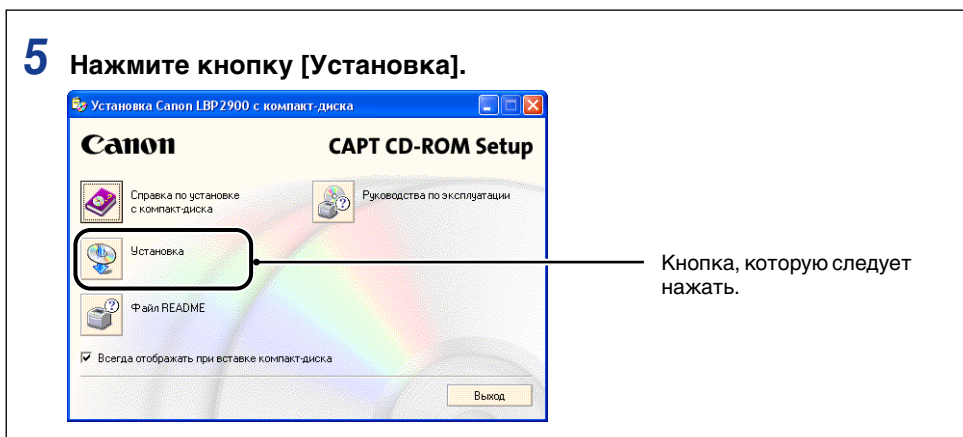 5 Нажмите кнопку [Установка].
Установка Canon LBP2900 с компакт-диска
Canon CAPT CD-ROM Setup
Справка по установке
с компакт-диска
Руководства по эксплуатации
Установка
Кнопка, которую следует
нажать.
Файл README
Всегда отображать при вставке компакт-диска
Выход